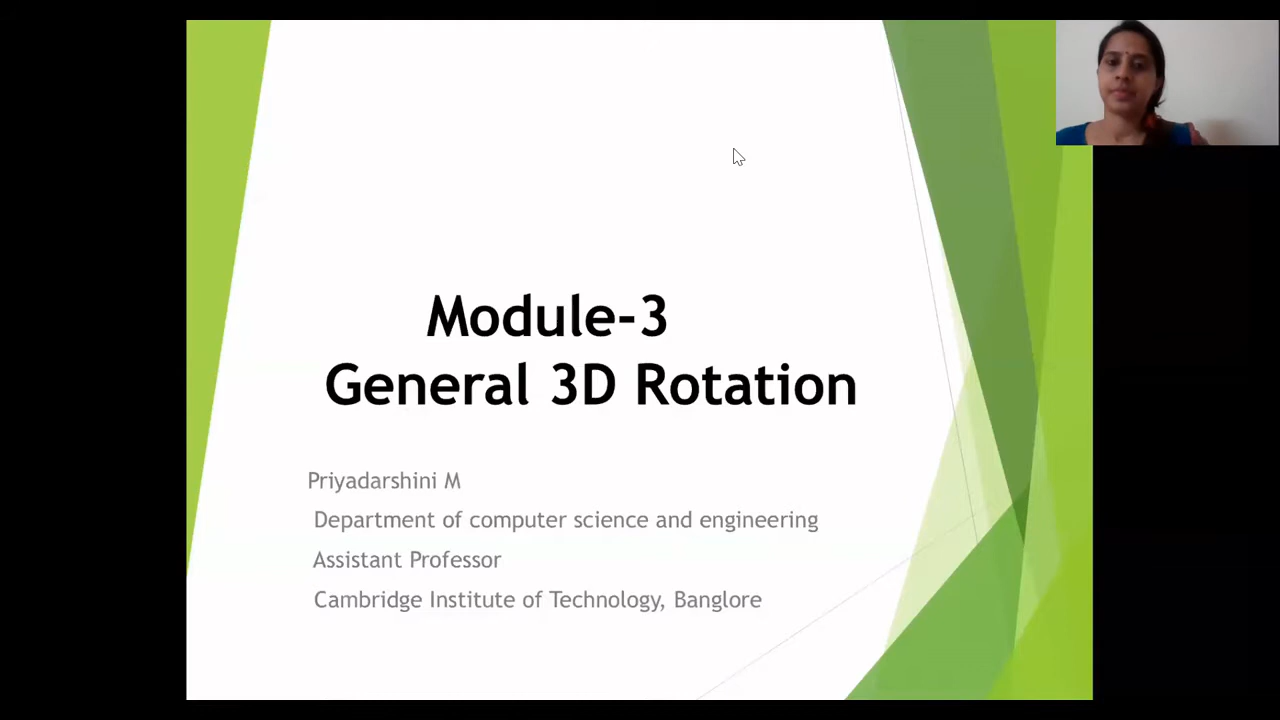 Module-3
General 3D Rotation
Priyadarshini M
Department of computer science and engineering
Assistant Professor
Cambridge Institute of Technology, Banglore